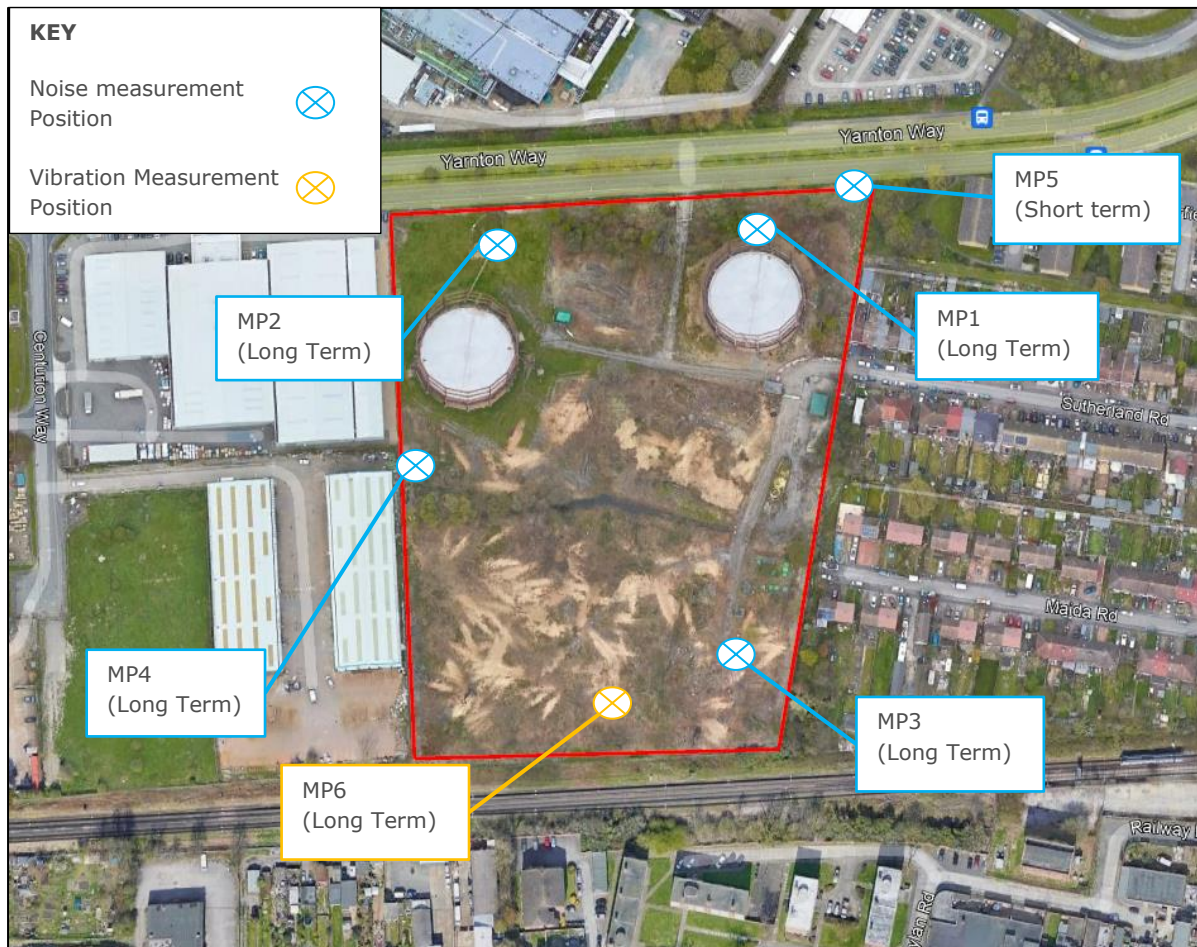 KEY
Noise measurement
Position
Vibration Measurement
Position
Yarnton Way
Yarnton Way
MP5
(Short term)
MP2
(Long Term)
MP1
(Long Term)
Centurion Way
Sutherland Rd
Maida Rd
MP4
(Long Term)
MP3
(Long Term)
MP6
(Long Term)
Railway